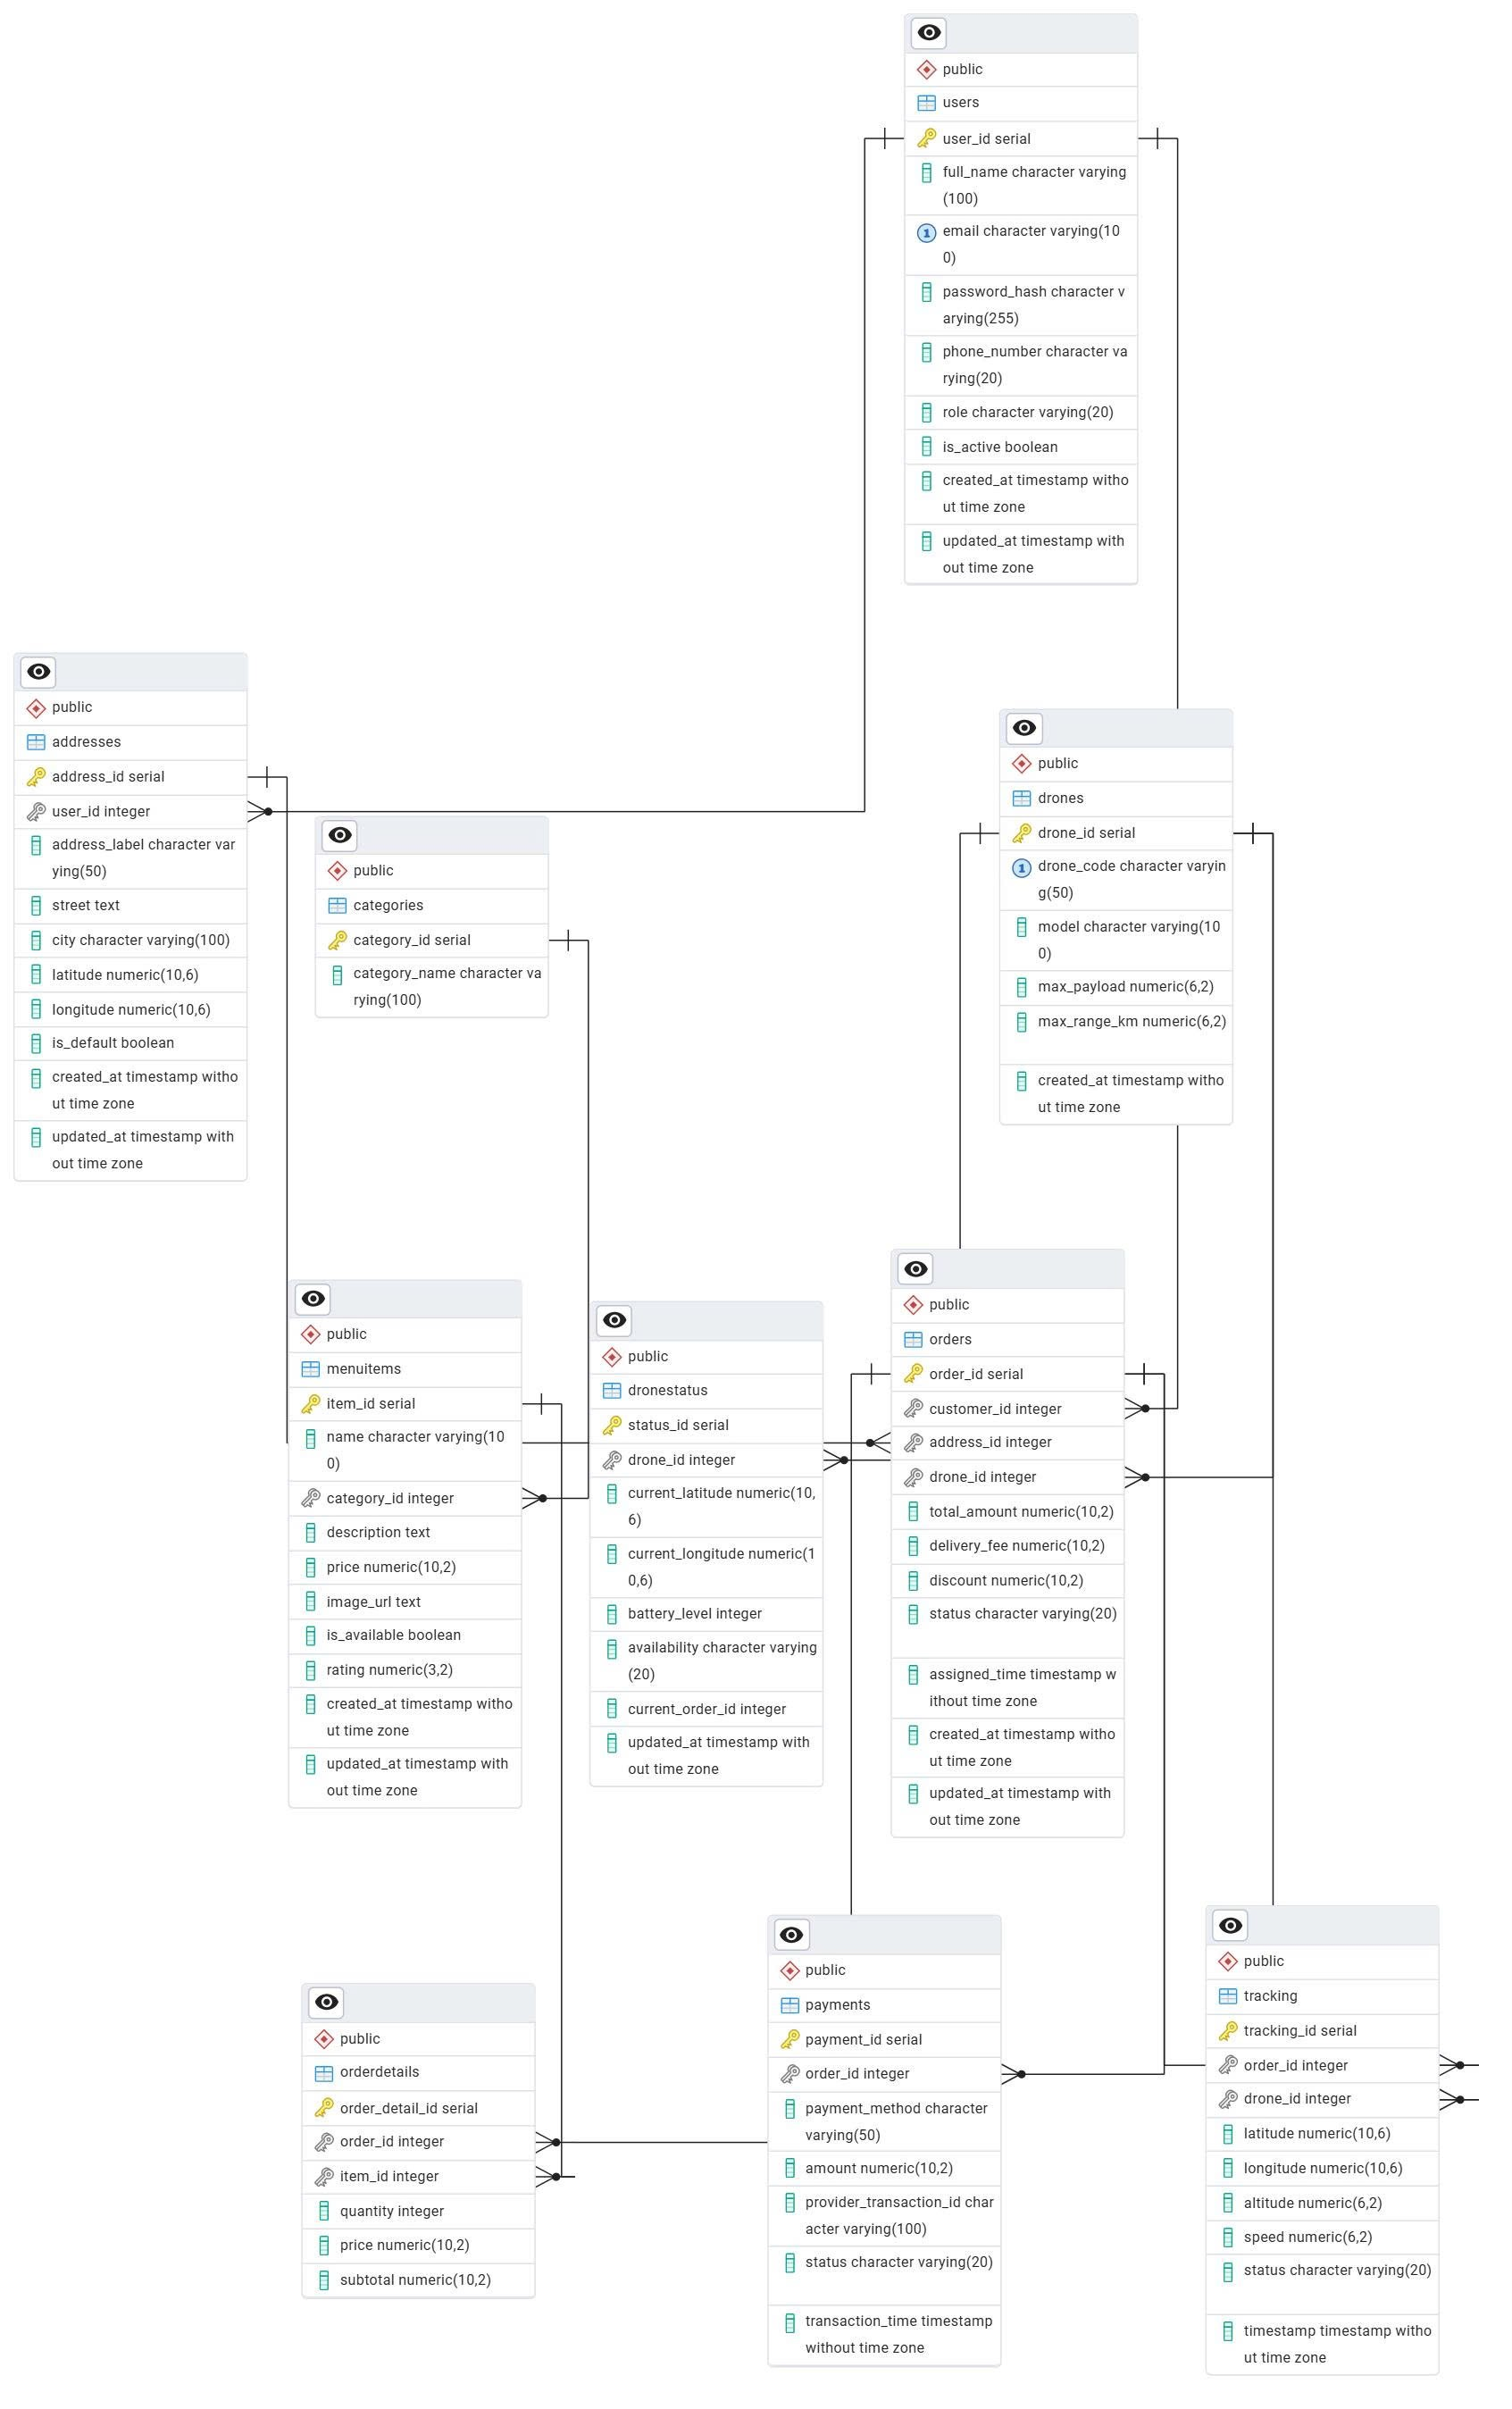 public
users
user_id serial
full_name character varying
(100)
1
email character varying(10
0)
password_hash character v
arying(255)
phone_number character va
rying(20)
role character varying(20)
is_active boolean
created_at timestamp witho
ut time zone
updated_at timestamp with
out time zone
public
addresses
address_id serial
user_id integer
address_label character var
ying(50)
street text
city character varying(100)
latitude numeric(10,6)
longitude numeric(10,6)
is_default boolean
created_at timestamp witho
ut time zone
updated_at timestamp with
out time zone
public
categories
category_id serial
category_name character va
rying(100)
public
drones
drone_id serial
1
drone_code character varyin
g(50)
model character varying(10
0)
max_payload numeric(6,2)
max_range_km numeric(6,2)
created_at timestamp witho
ut time zone
public
menuitems
item_id serial
name character varying(10
0)
category_id integer
description text
price numeric(10,2)
image_url text
is_available boolean
rating numeric(3,2)
created_at timestamp witho
ut time zone
updated_at timestamp with
out time zone
public
dronestatus
status_id serial
drone_id integer
current_latitude numeric(10,
6)
current_longitude numeric(1
0,6)
battery_level integer
availability character varying
(20)
current_order_id integer
updated_at timestamp with
out time zone
public
orders
order_id serial
customer_id integer
address_id integer
drone_id integer
total_amount numeric(10,2)
delivery_fee numeric(10,2)
discount numeric(10,2)
status character varying(20)
assigned_time timestamp w
ithout time zone
created_at timestamp witho
ut time zone
updated_at timestamp with
out time zone
public
orderdetails
order_detail_id serial
order_id integer
item_id integer
quantity integer
price numeric(10,2)
subtotal numeric(10,2)
public
payments
payment_id serial
order_id integer
payment_method character
varying(50)
amount numeric(10,2)
provider_transaction_id char
acter varying(100)
status character varying(20)
transaction_time timestamp
without time zone
public
tracking
tracking_id serial
order_id integer
drone_id integer
latitude numeric(10,6)
longitude numeric(10,6)
altitude numeric(6,2)
speed numeric(6,2)
status character varying(20)
timestamp timestamp witho
ut time zone